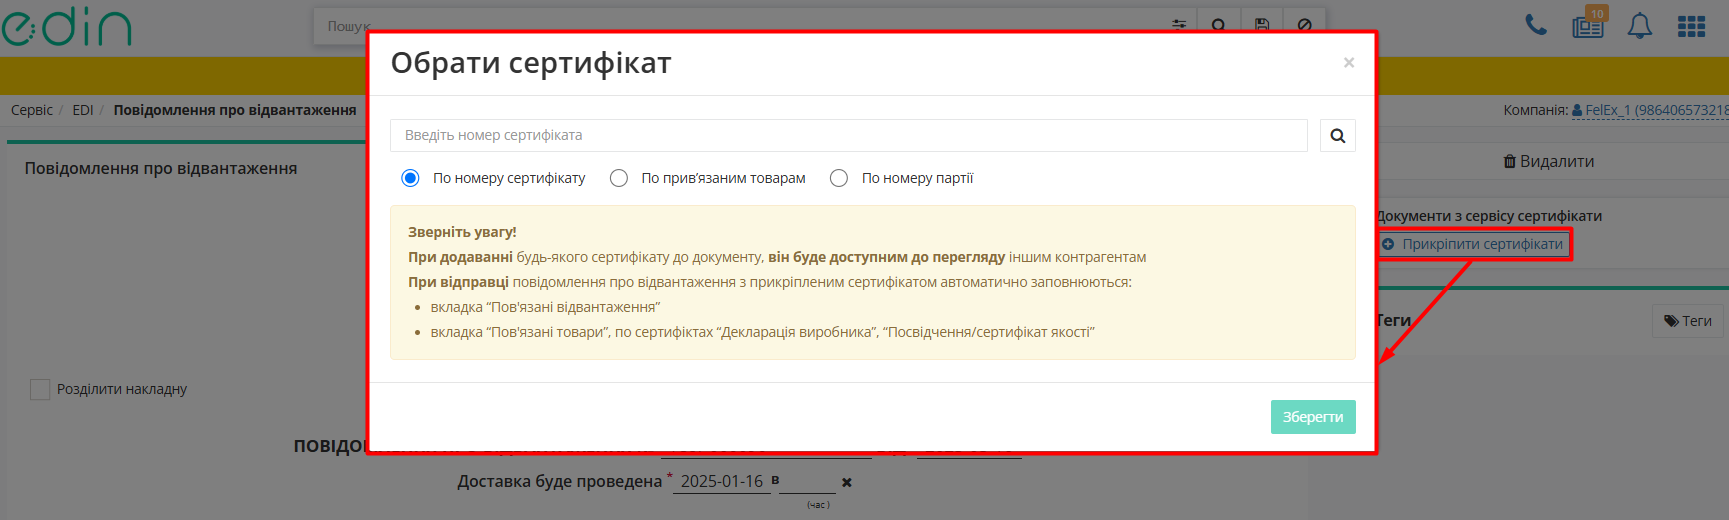 edin
Пошук
10
Обрати сертифікат
×
Сервіс / EDI / Повідомлення про відвантаження
Компанія: FelEx_1 (986406573218
Введіть номер сертифіката
Повідомлення про відвантаження
Видалити
По номеру сертифікату По прив’язаним товарам По номеру партії
Документи з сервісу сертифікати
Прикріпити сертифікати
Зверніть увагу!
При додаванні будь-якого сертифікату до документу, він буде доступним до перегляду іншим контрагентам
При відправці повідомлення про відвантаження з прикріпленим сертифікатом автоматично заповнюються:
• вкладка “Пов'язані відвантаження”
• вкладка “Пов'язані товари”, по сертифіктах “Декларація виробника”, “Посвідчення/сертифікат якості”
Теги
Теги
Розділити накладну
Зберегти
Доставка буде проведена * 2025-01-16 в
(час )